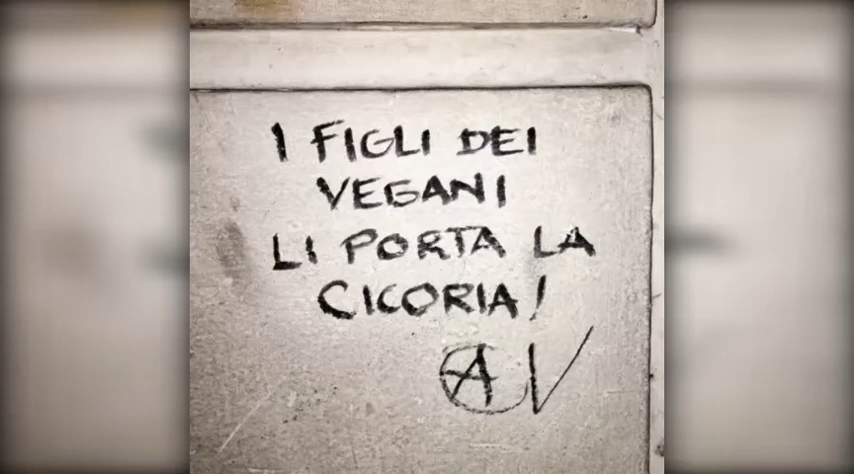 I FIGLI DEI
VEGANI
LI PORTA LA
CICORIA!
AV